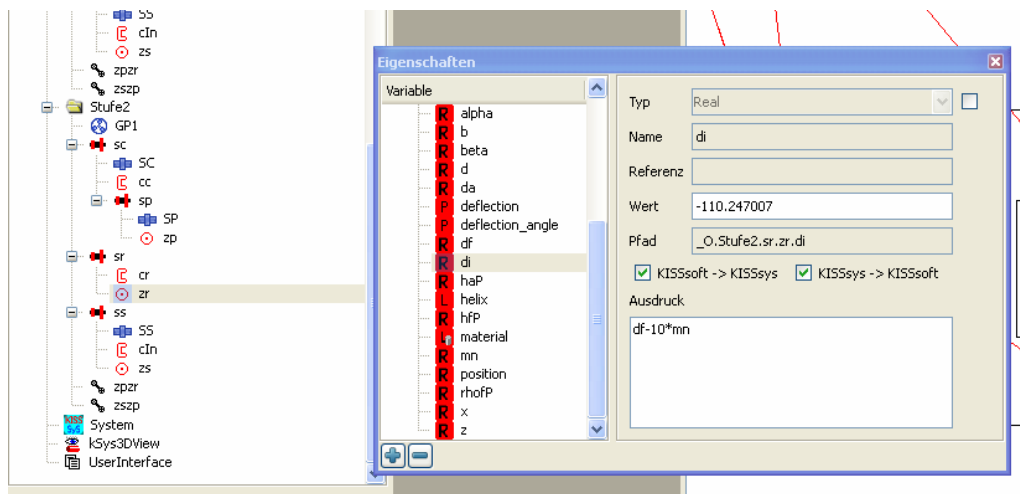 SS
cIn
zs
zpzr
zszp
Stufe2
GP1
sc
SC
cc
sp
SP
zp
sr
cr
zr
ss
SS
cIn
zs
zpzr
zszp
System
kSys3DView
UserInterface
Eigenschaften
Variable
R alpha
R b
R beta
R d
R da
P deflection
P deflection_angle
R df
R di
R haP
L helix
R hfP
material
R mn
R position
R rhofP
R x
R z
Typ Real
Name di
Referenz
Wert -110.247007
Pfad _O.Stufe2.sr.zr.di
KISSsoft -> KISSsys KISSsys -> KISSsoft
Ausdruck
df-10*mn